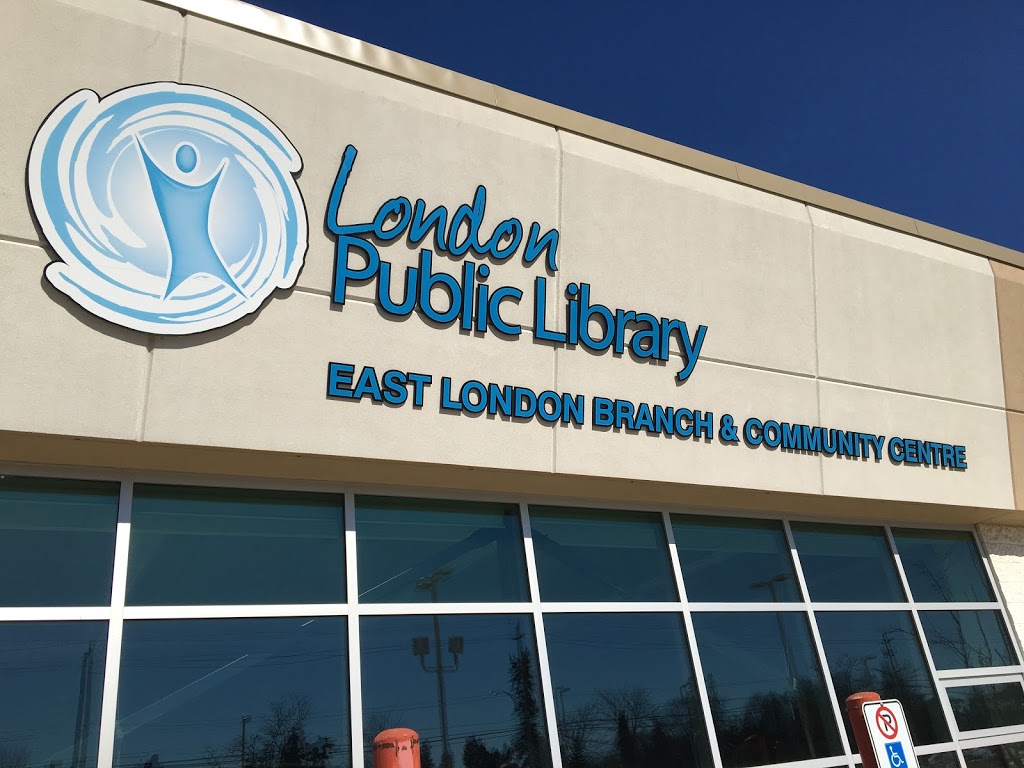 London
Public Library
EAST LONDON BRANCH & COMMUNITY CENTRE
P